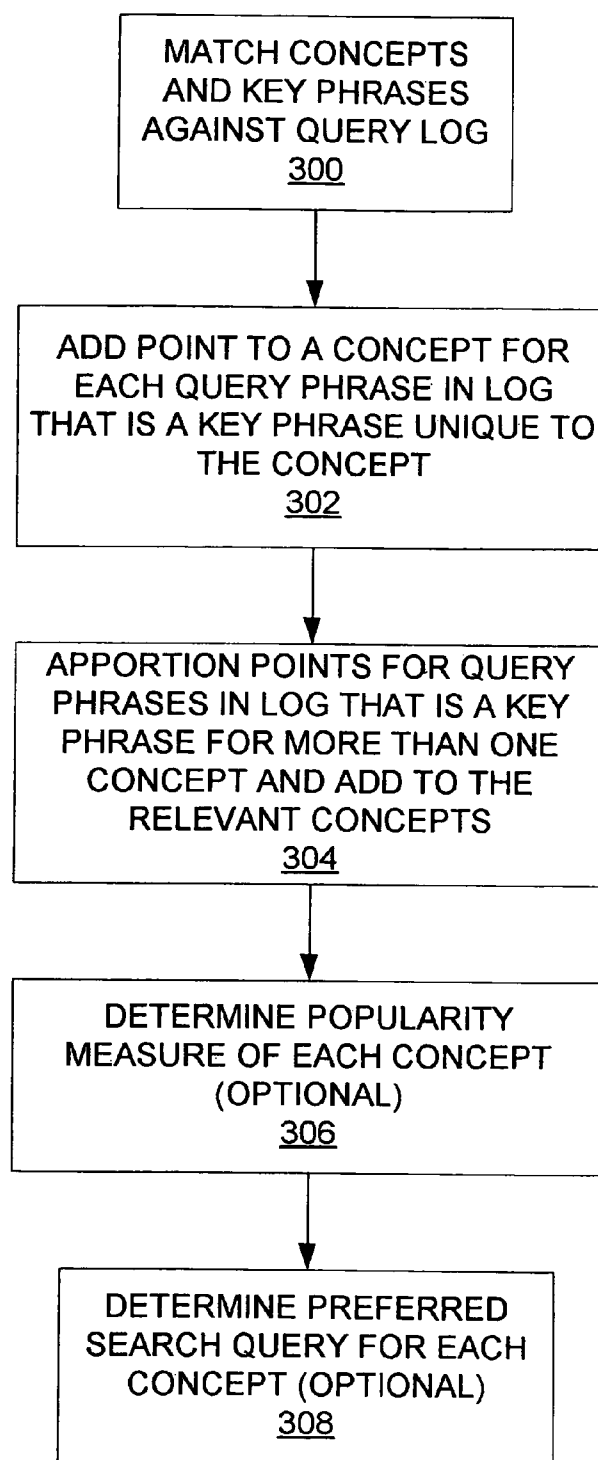 MATCH CONCEPTS
AND KEY PHRASES
AGAINST QUERY LOG
300
ADD POINT TO A CONCEPT FOR
EACH QUERY PHRASE IN LOG
THAT IS A KEY PHRASE UNIQUE TO
THE CONCEPT
302
APPORTION POINTS FOR QUERY
PHRASES IN LOG THAT IS A KEY
PHRASE FOR MORE THAN ONE
CONCEPT AND ADD TO THE
RELEVANT CONCEPTS
304
DETERMINE POPULARITY
MEASURE OF EACH CONCEPT
(OPTIONAL)
306
DETERMINE PREFERRED
SEARCH QUERY FOR EACH
CONCEPT (OPTIONAL)
308